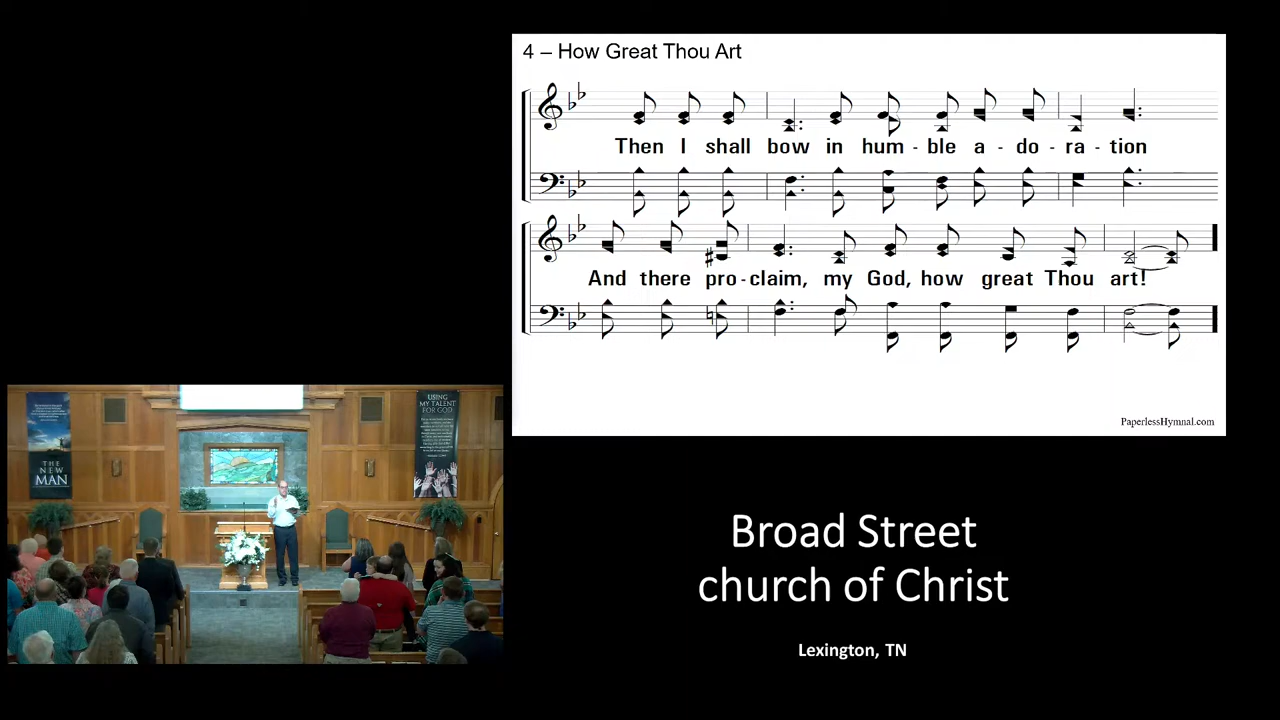 4 – How Great Thou Art
Then I shall bow in hum - ble a - do - ra - tion
And there pro - claim, my God, how great Thou art!
PaperlessHymnal.com
THE
NEW
MAN
USING
MY TALENT
FOR GOD
Broad Street
church of Christ
Lexington, TN